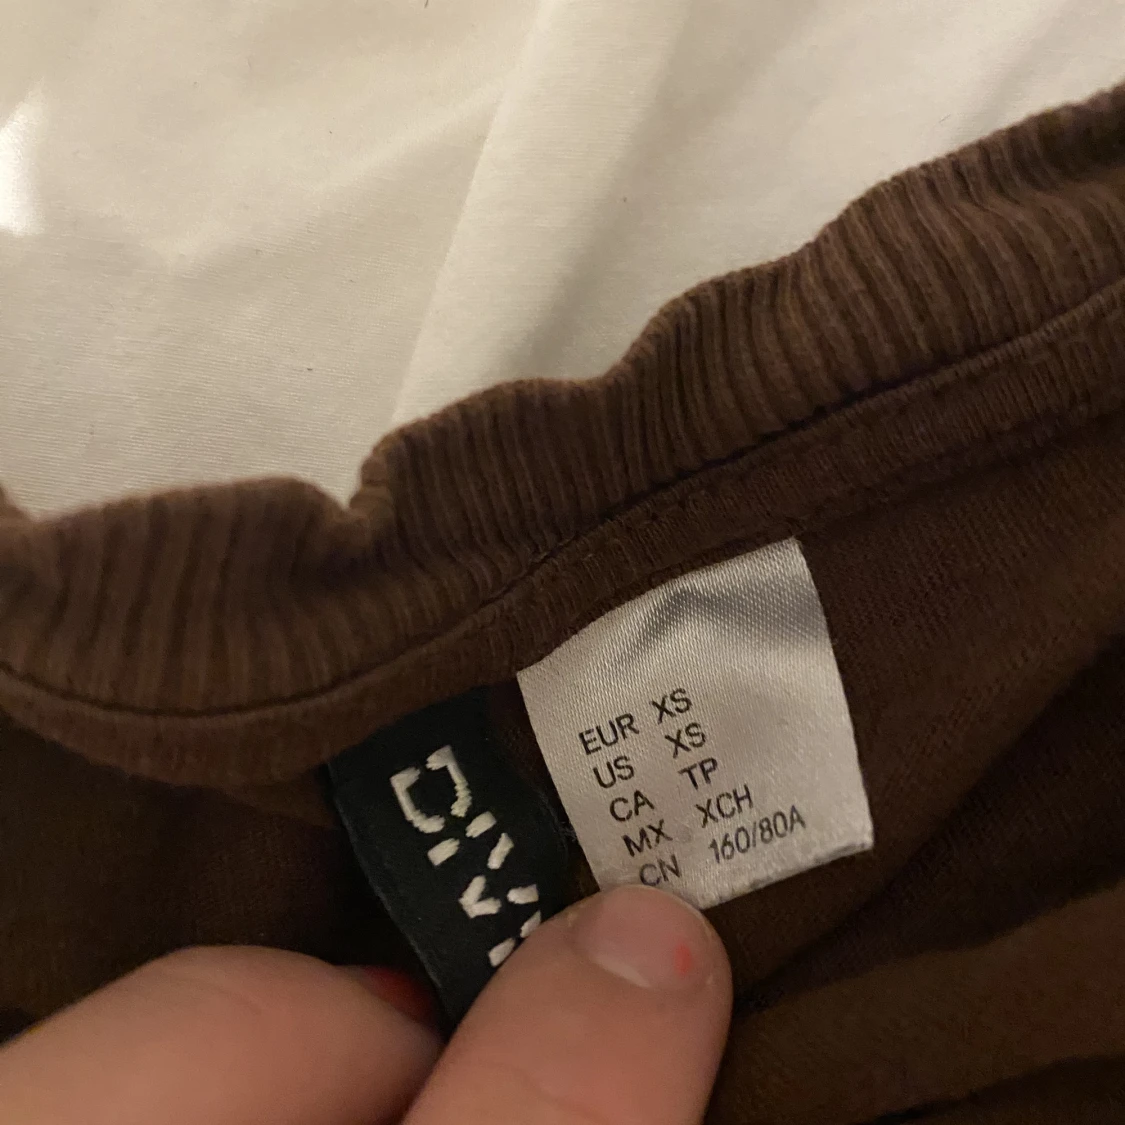 EUR XS
US XS
CA TP
MX XCH
CN 160/80A